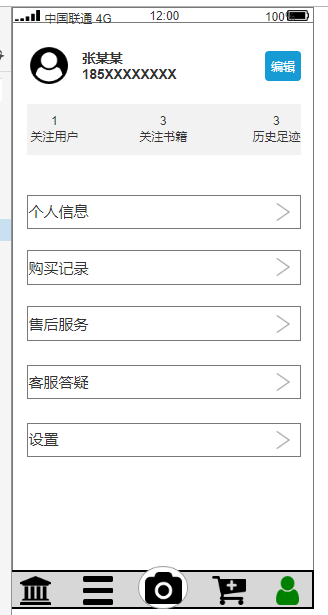 中国联通 4G 12:00 100%
张某某
185XXXXXXXX
编辑
1 3 3
关注用户 关注书籍 历史足迹
个人信息
购买记录
售后服务
客服答疑
设置